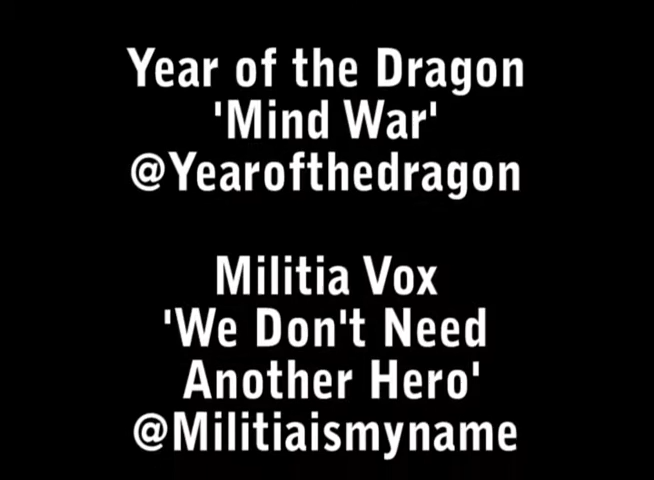 Year of the Dragon
'Mind War'
@Yearofthedragon
Militia Vox
'We Don't Need
Another Hero'
@Militiaismyname